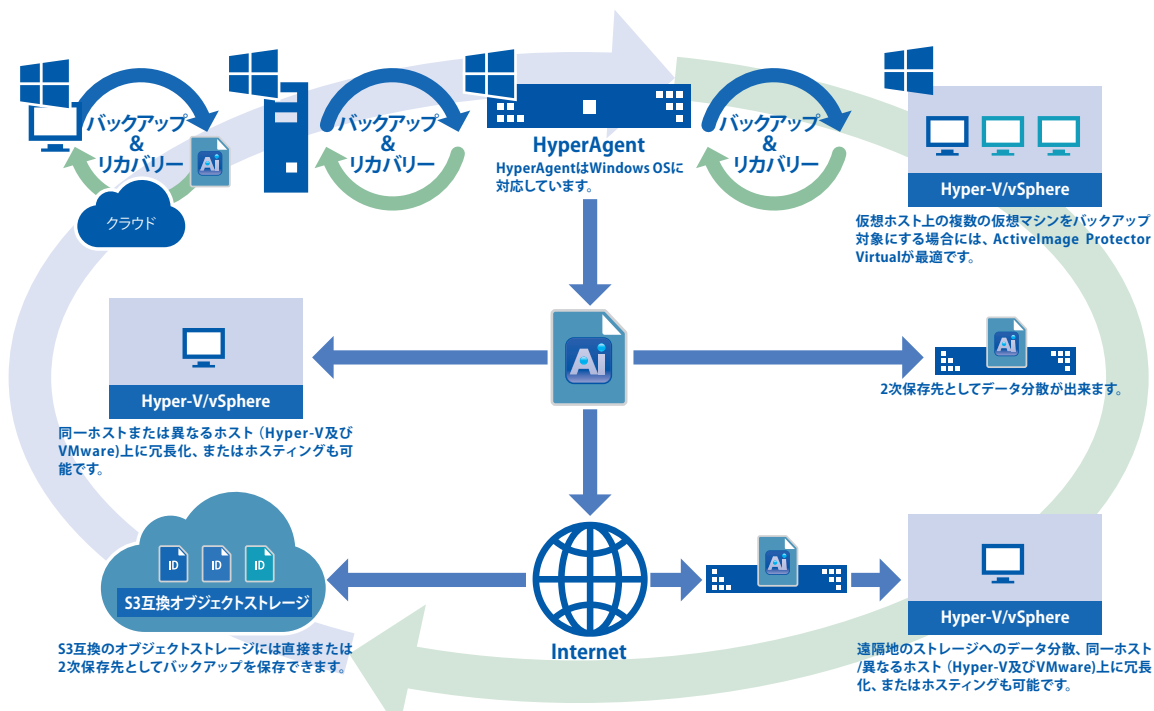 バックアップ
&
リカバリー
Ai
クラウド
バックアップ
&
リカバリー
HyperAgent
HyperAgentはWindows OSに
対応しています。
バックアップ
&
リカバリー
Hyper-V/vSphere
仮想ホスト上の複数の仮想マシンをバックアップ
対象にする場合には、ActiveImage Protector
Virtualが最適です。
Hyper-V/vSphere
同一ホストまたは異なるホスト（Hyper-V及び
VMware)上に冗長化、またはホスティングも可
能です。
Ai
Ai
2次保存先としてデータ分散が出来ます。
ID
ID
ID
S3互換オブジェクトストレージ
S3互換のオブジェクトストレージには直接または
2次保存先としてバックアップを保存できます。
Internet
Ai
Hyper-V/vSphere
遠隔地のストレージへのデータ分散、同一ホスト
/異なるホスト（Hyper-V及びVMware)上に冗長
化、またはホスティングも可能です。